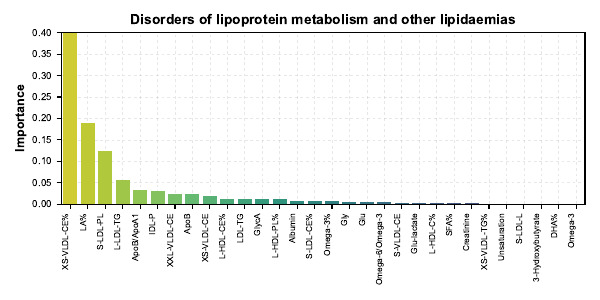 Disorders of lipoprotein metabolism and other lipidaemias
Importance
0.40
0.35
0.30
0.25
0.20
0.15
0.10
0.05
0.00
XS-VLDL-CE%
LA%
S-LDL-PL
L-LDL-TG
ApoB/ApoA1
IDL-P
XXL-VLDL-CE
ApoB
XS-VLDL-CE
L-HDL-CE%
LDL-TG
GlycA
L-HDL-PL%
Albumin
S-LDL-CE%
Omega-3%
Gly
Glu
Omega-6/Omega-3
S-VLDL-CE
Glu-lactate
L-HDL-C%
SFA%
Creatinine
XS-VLDL-TG%
Unsaturation
S-LDL-L
3-Hydroxybutyrate
DHA%
Omega-3